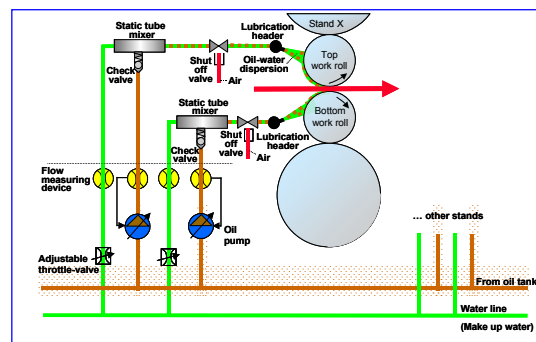 Static tube
mixer
Lubrication
header
Stand X
Oil-water
dispersion
Top
work roll
Check
valve
Shut
off
valve
Air
Static tube
mixer
Bottom
work roll
Check
valve
Shut
off
valve
Lubrication
header
Air
Flow
measuring
device
... other stands
Oil
pump
Adjustable
throttle-valve
From oil tank
Water line
(Make up water)